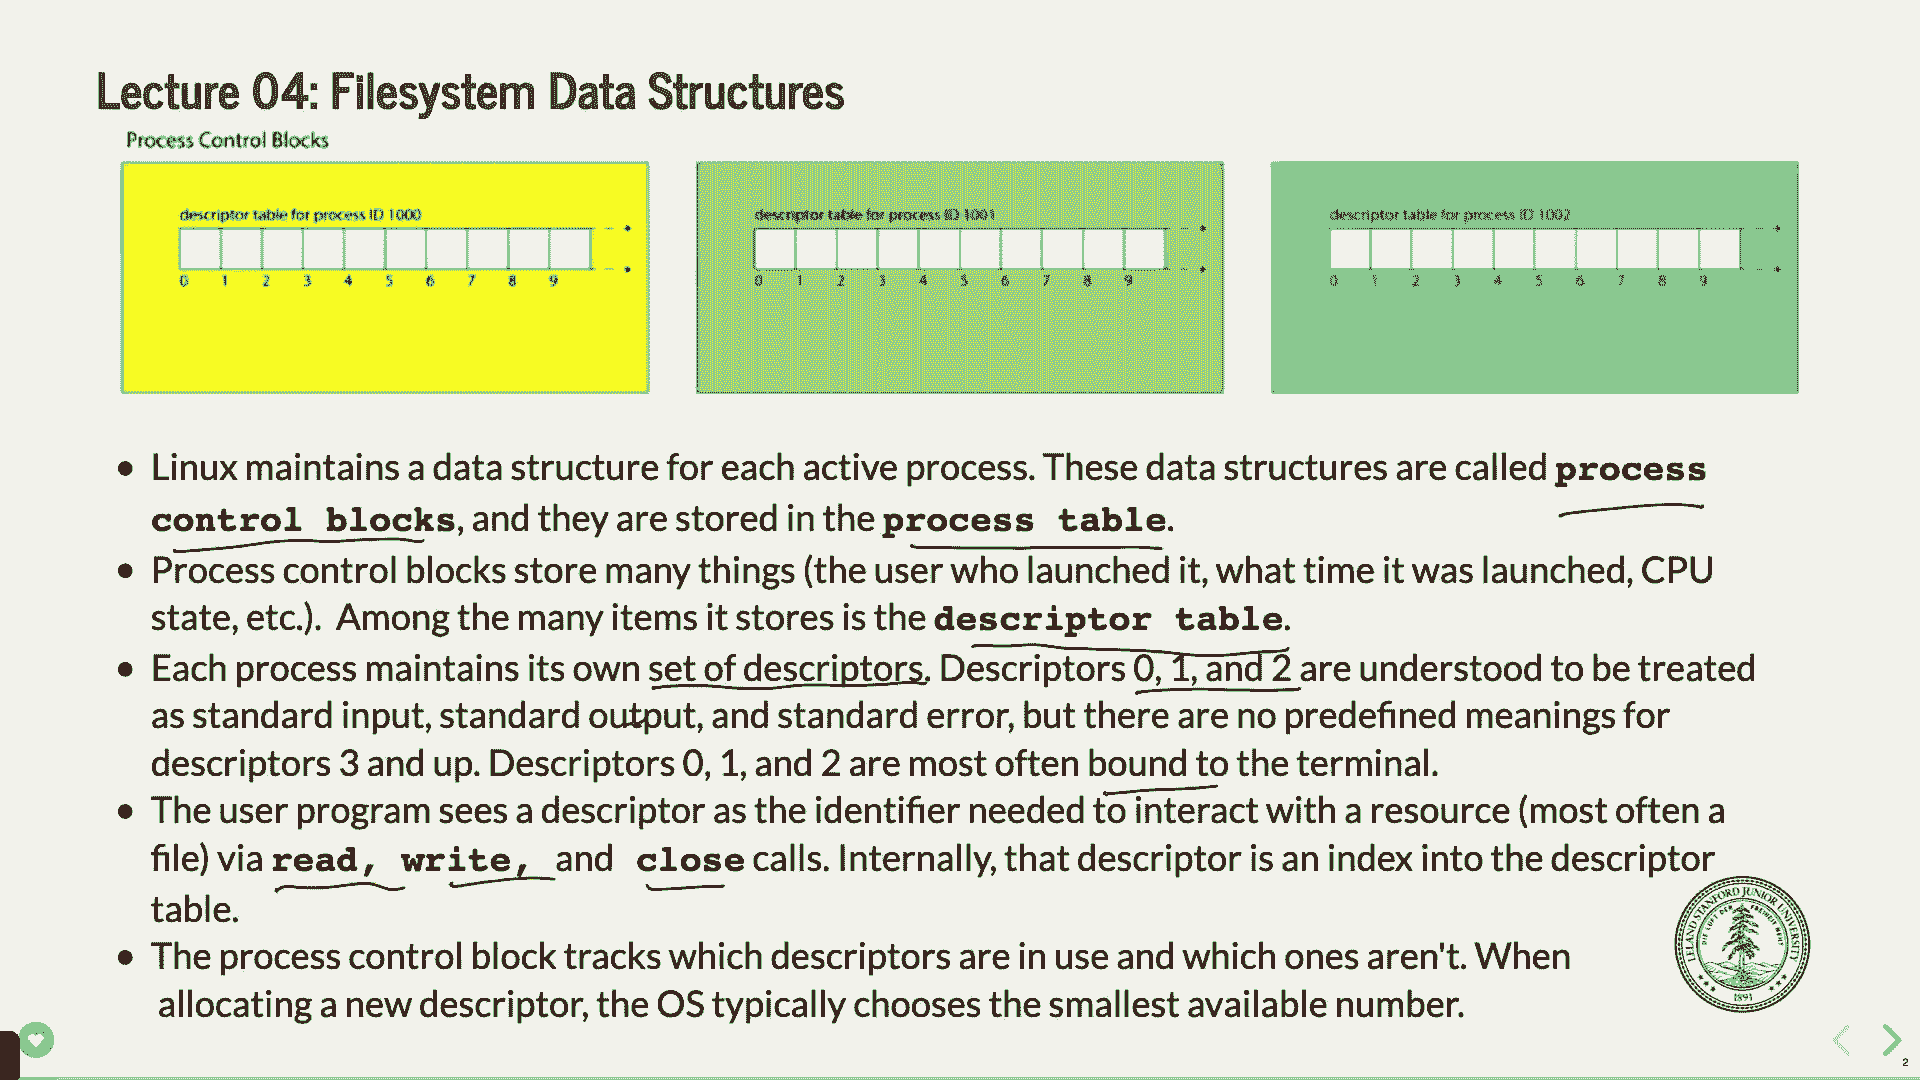 Lecture 04: Filesystem Data Structures
Process Control Blocks
descriptor table for process ID 1000
0 1 2 3 4 5 6 7 8 9
descriptor table for process ID 1001
0 1 2 3 4 5 6 7 8 9
descriptor table for process ID 1002
0 1 2 3 4 5 6 7 8 9
• Linux maintains a data structure for each active process. These data structures are called process
control blocks, and they are stored in the process table.
• Process control blocks store many things (the user who launched it, what time it was launched, CPU
state, etc.). Among the many items it stores is the descriptor table.
• Each process maintains its own set of descriptors. Descriptors 0, 1, and 2 are understood to be treated
as standard input, standard output, and standard error, but there are no predefined meanings for
descriptors 3 and up. Descriptors 0, 1, and 2 are most often bound to the terminal.
• The user program sees a descriptor as the identifier needed to interact with a resource (most often a
file) via read, write, and close calls. Internally, that descriptor is an index into the descriptor
table.
• The process control block tracks which descriptors are in use and which ones aren't. When
allocating a new descriptor, the OS typically chooses the smallest available number.
LELAND STANFORD JUNIOR UNIVERSITY
1891
2